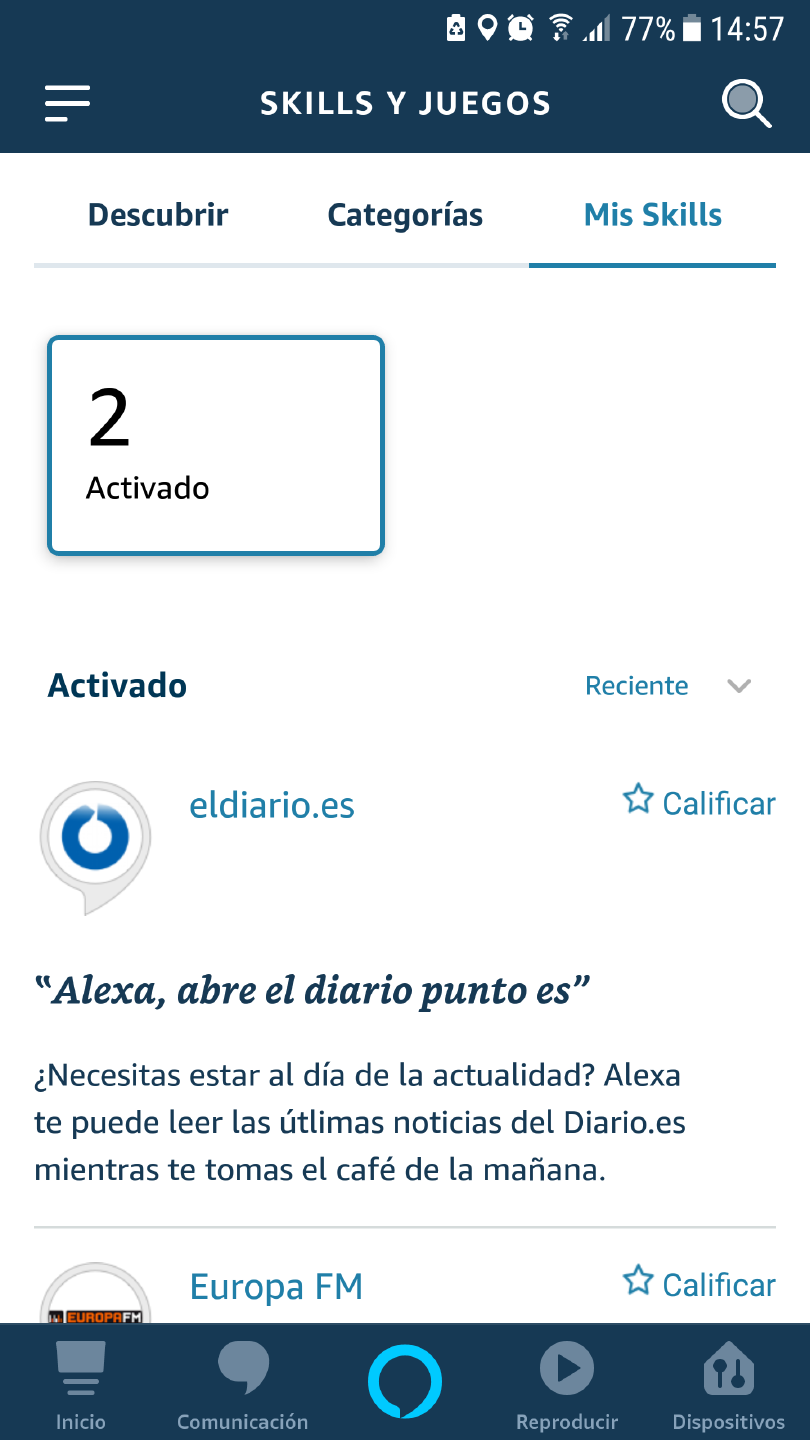 77% 14:57
SKILLS Y JUEGOS
Descubrir Categorías Mis Skills
2
Activado
Activado Reciente
eldiario.es Calificar
“Alexa, abre el diario punto es”
¿Necesitas estar al día de la actualidad? Alexa
te puede leer las útlimas noticias del Diario.es
mientras te tomas el café de la mañana.
Europa FM Calificar
EUROPA FM
Inicio Comunicación Reproducir Dispositivos